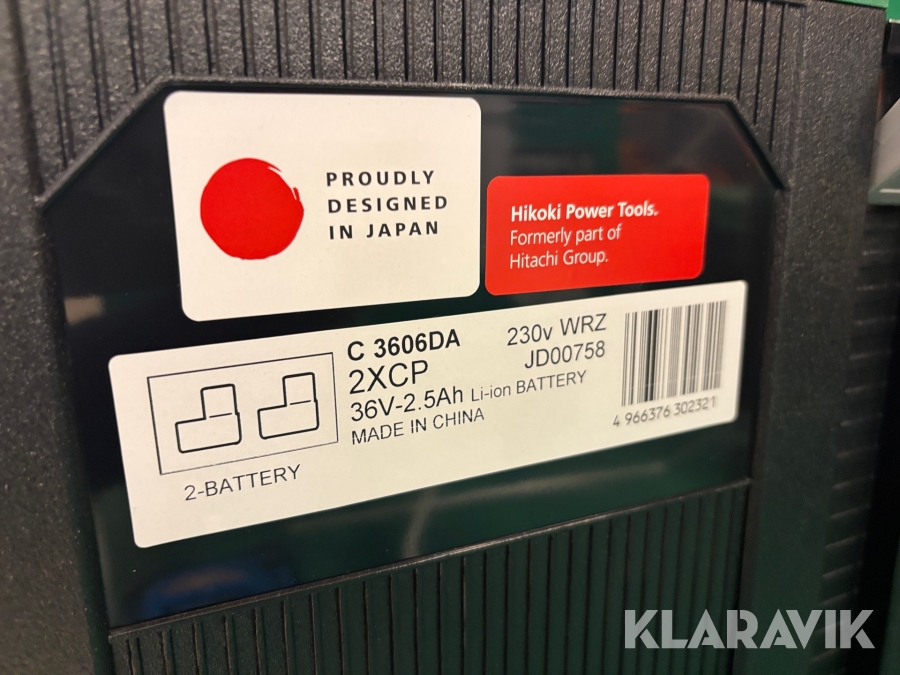 PROUDLY
DESIGNED
IN JAPAN
Hikoki Power Tools.
Formerly part of
Hitachi Group.
C 3606DA
230v WRZ
2XCP
JD00758
36V-2.5Ah Li-ion BATTERY
MADE IN CHINA
2-BATTERY
4 966376 302321
KLARAVIK